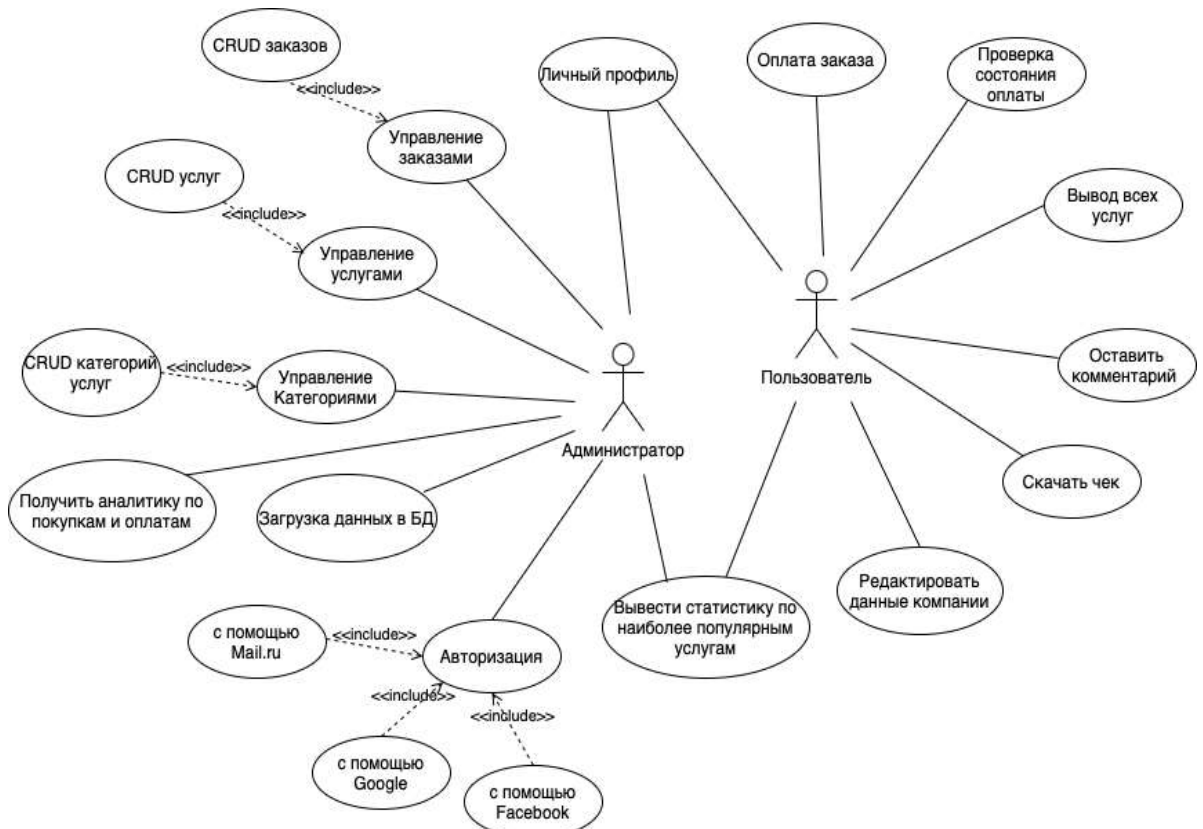 CRUD заказов
<<include>>
Управление
заказами
Личный профиль
Оплата заказа
Проверка
состояния
оплаты
CRUD услуг
<<include>>
Управление
услугами
Вывод всех
услуг
CRUD категорий
услуг
<<include>>
Управление
Категориями
Администратор
Пользователь
Оставить
комментарий
Получить аналитику по
покупкам и оплатам
Загрузка данных в БД
Скачать чек
Редактировать
данные компании
Вывести статистику по
наиболее популярным
услугам
с помощью
Mail.ru
<<include>>
Авторизация
<<include>>
<<include>>
с помощью
Google
с помощью
Facebook